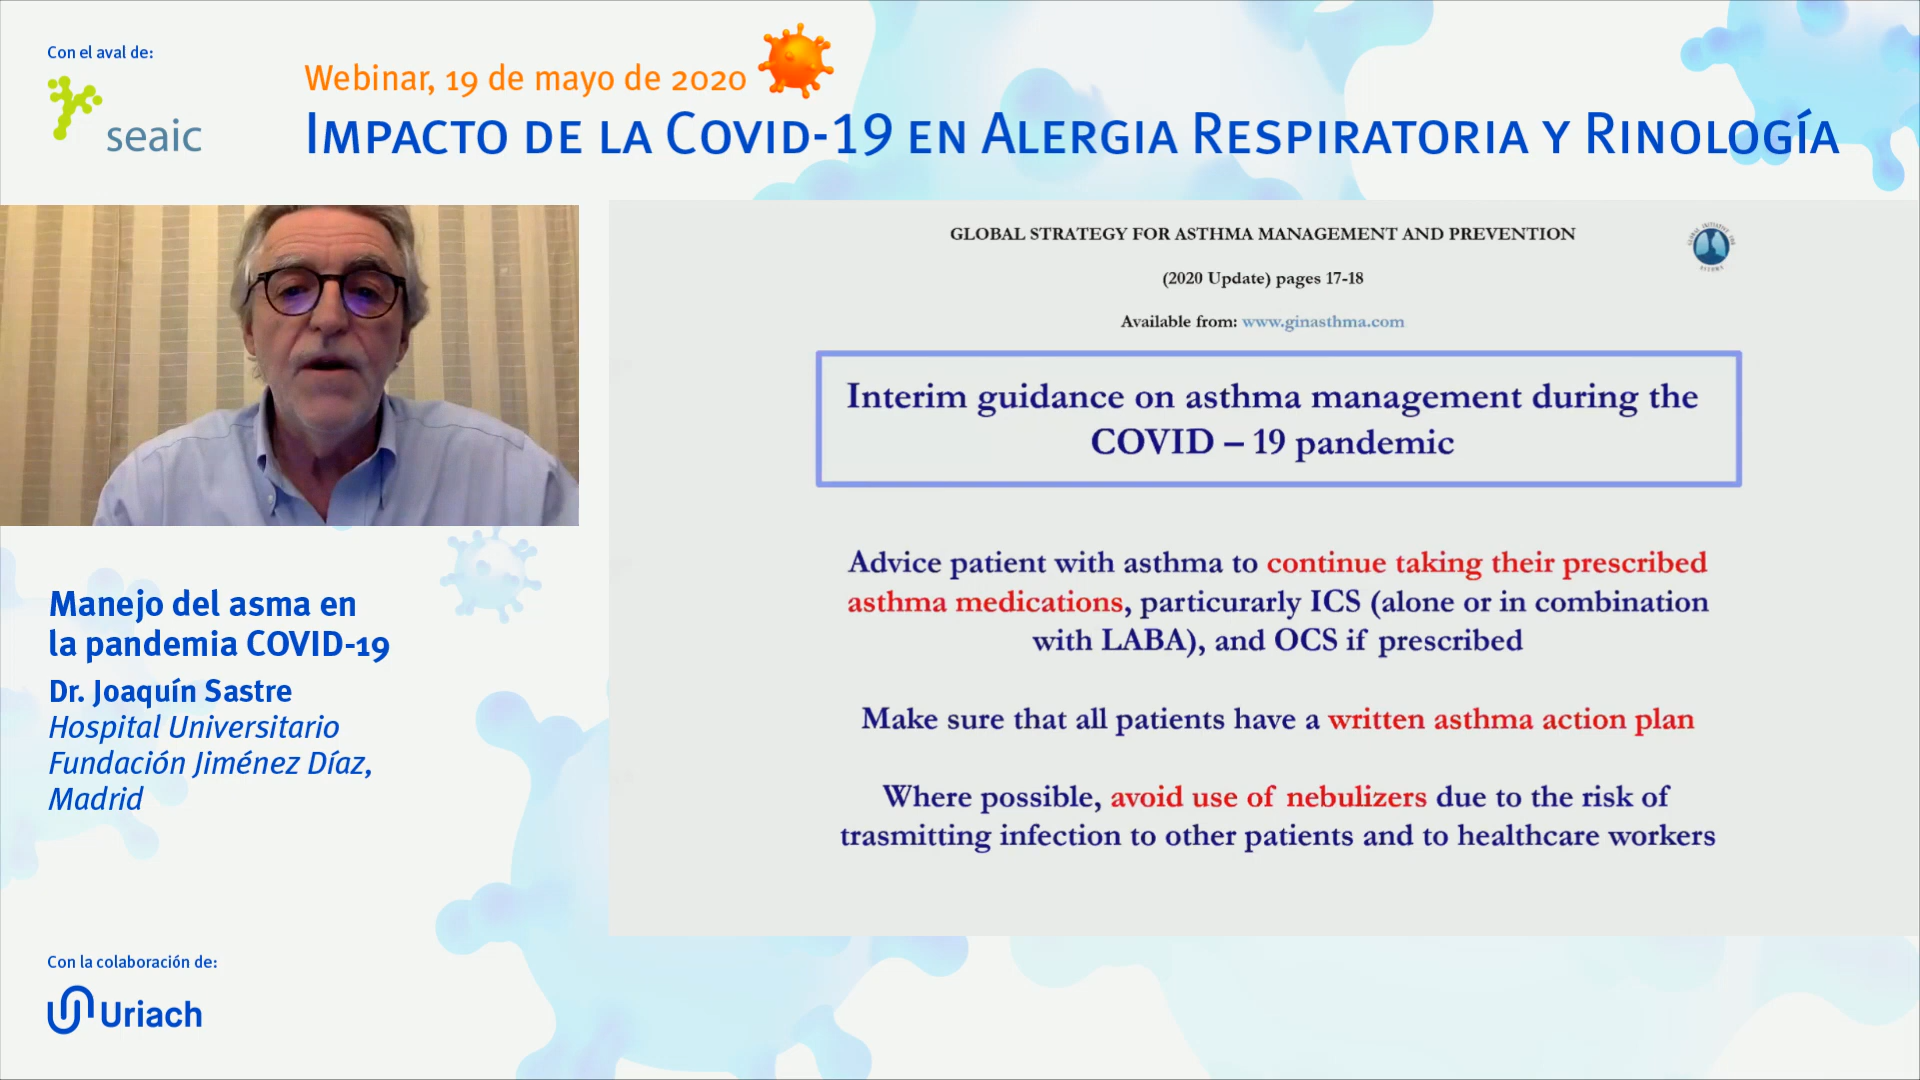 Con el aval de:
seaic
Webinar, 19 de mayo de 2020
Impacto de la Covid-19 en Alergia Respiratoria y Rinología
GLOBAL STRATEGY FOR ASTHMA MANAGEMENT AND PREVENTION
(2020 Update) pages 17-18
Available from: www.ginasthma.com
Interim guidance on asthma management during the
COVID – 19 pandemic
Advice patient with asthma to continue taking their prescribed
asthma medications, particurarly ICS (alone or in combination
with LABA), and OCS if prescribed
Make sure that all patients have a written asthma action plan
Where possible, avoid use of nebulizers due to the risk of
trasmitting infection to other patients and to healthcare workers
Manejo del asma en
la pandemia COVID-19
Dr. Joaquín Sastre
Hospital Universitario
Fundación Jiménez Díaz,
Madrid
Con la colaboración de:
Uriach